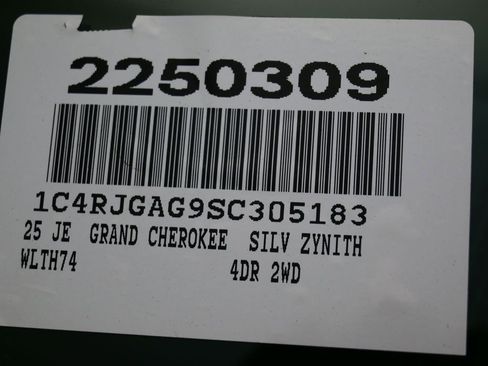 2250309
1C4RJGAG9SC305183
25 JE GRAND CHEROKEE SILV ZYNITH
WLTH74 4DR 2WD